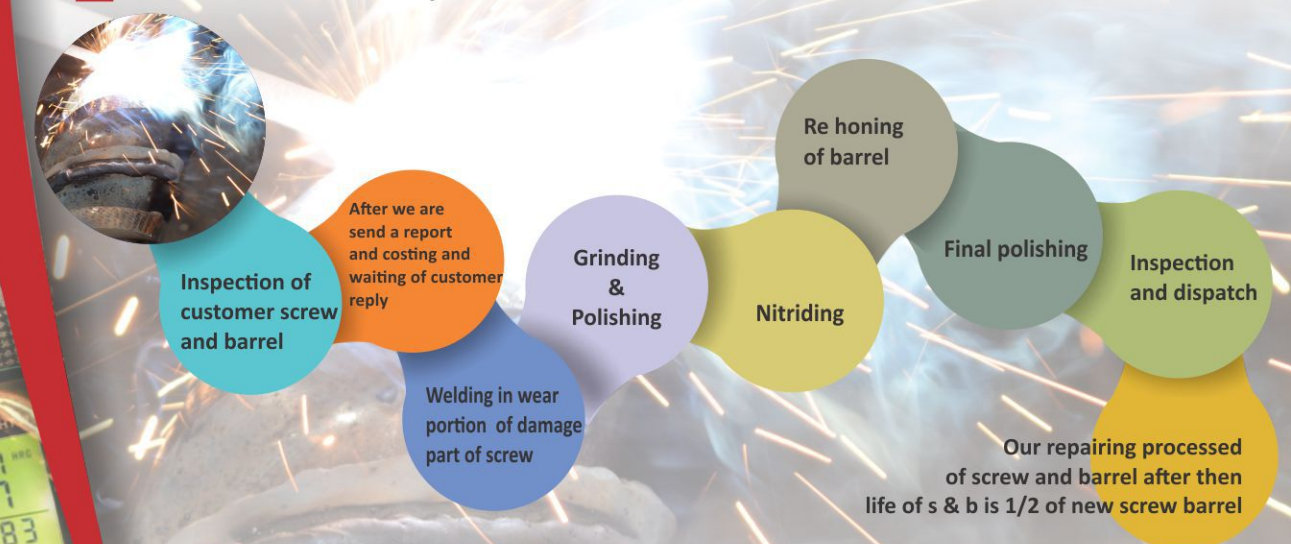 Inspection of
customer screw
and barrel
After we are
send a report
and costing and
waiting of customer
reply
Welding in wear
portion of damage
part of screw
Grinding
&
Polishing
Nitriding
Re honing
of barrel
Final polishing
Inspection
and dispatch
Our repairing processed
of screw and barrel after then
life of s & b is 1/2 of new screw barrel
HRC
7
83